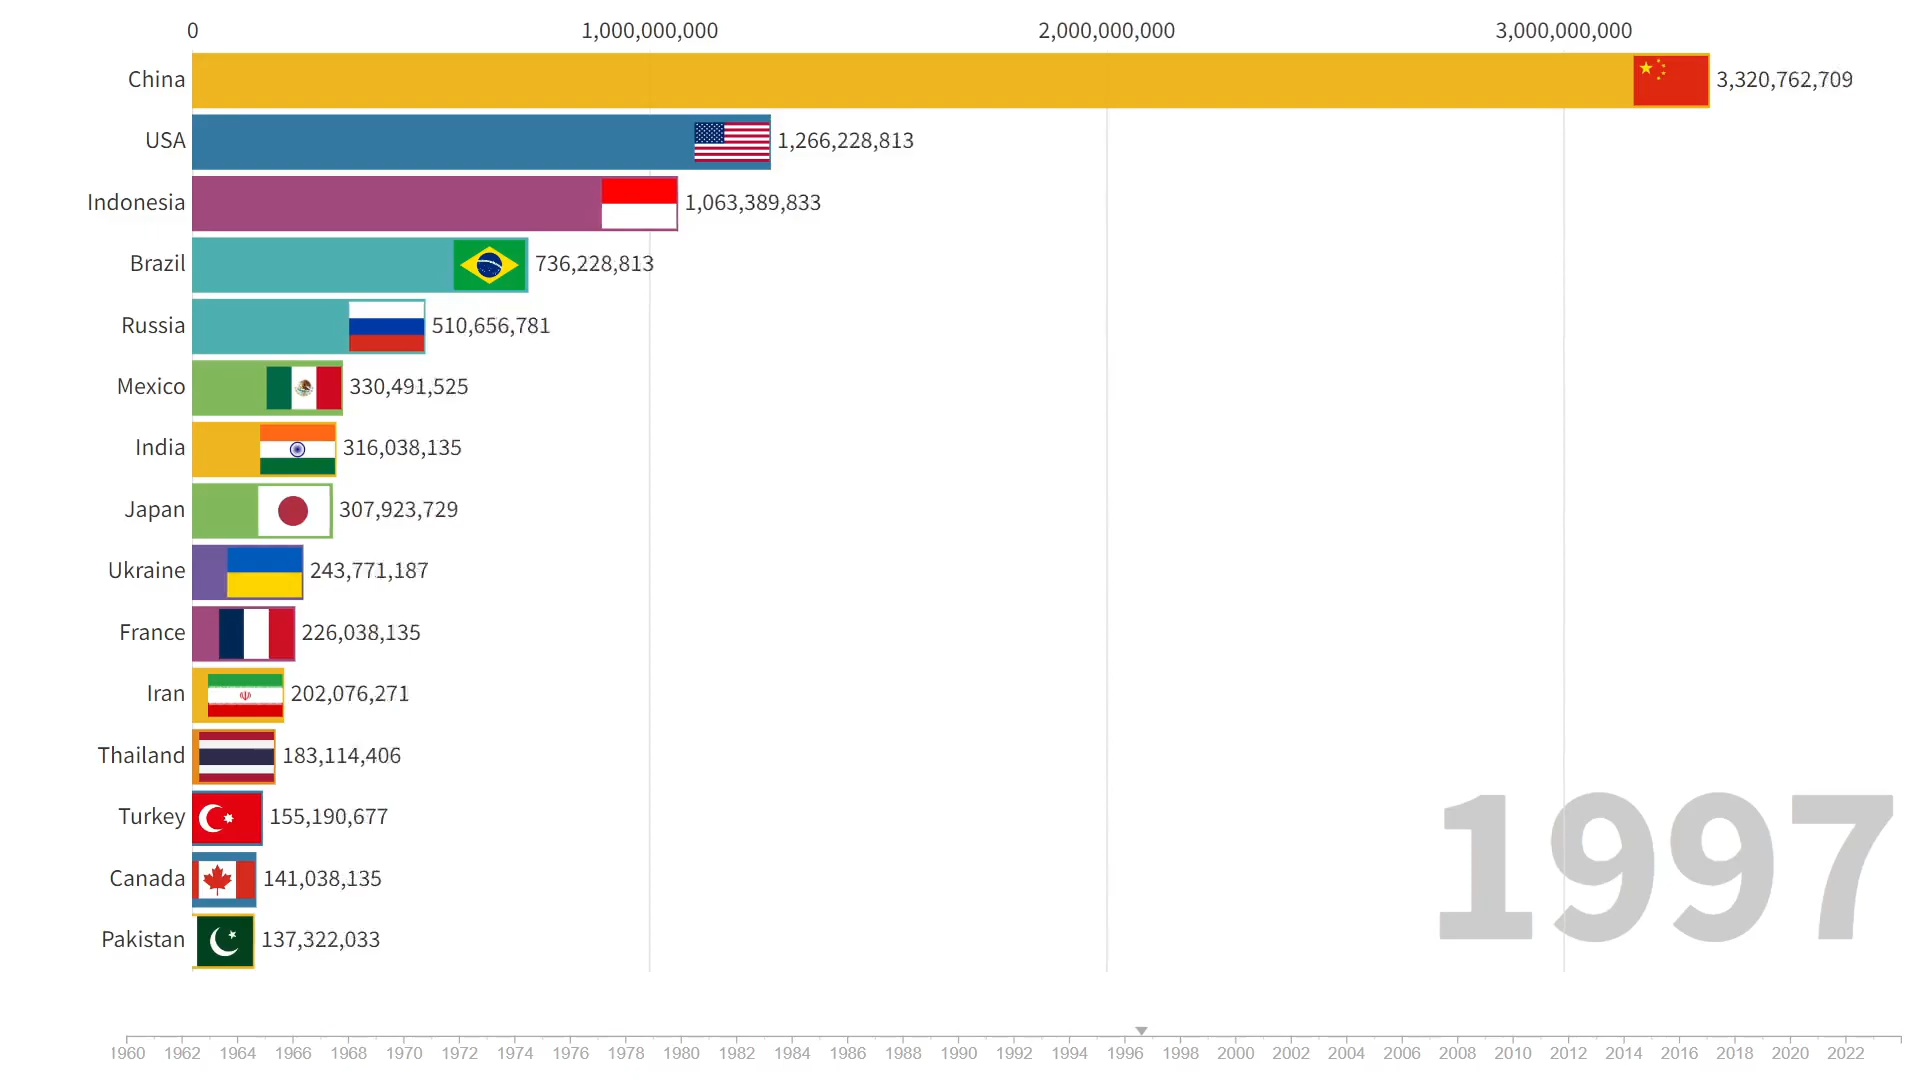 0 1,000,000,000 2,000,000,000 3,000,000,000
China 3,320,762,709
USA 1,266,228,813
Indonesia 1,063,389,833
Brazil 736,228,813
Russia 510,656,781
Mexico 330,491,525
India 316,038,135
Japan 307,923,729
Ukraine 243,771,187
France 226,038,135
Iran 202,076,271
Thailand 183,114,406
Turkey 155,190,677
Canada 141,038,135
Pakistan 137,322,033
1997
1960 1962 1964 1966 1968 1970 1972 1974 1976 1978 1980 1982 1984 1986 1988 1990 1992 1994 1996 1998 2000 2002 2004 2006 2008 2010 2012 2014 2016 2018 2020 2022